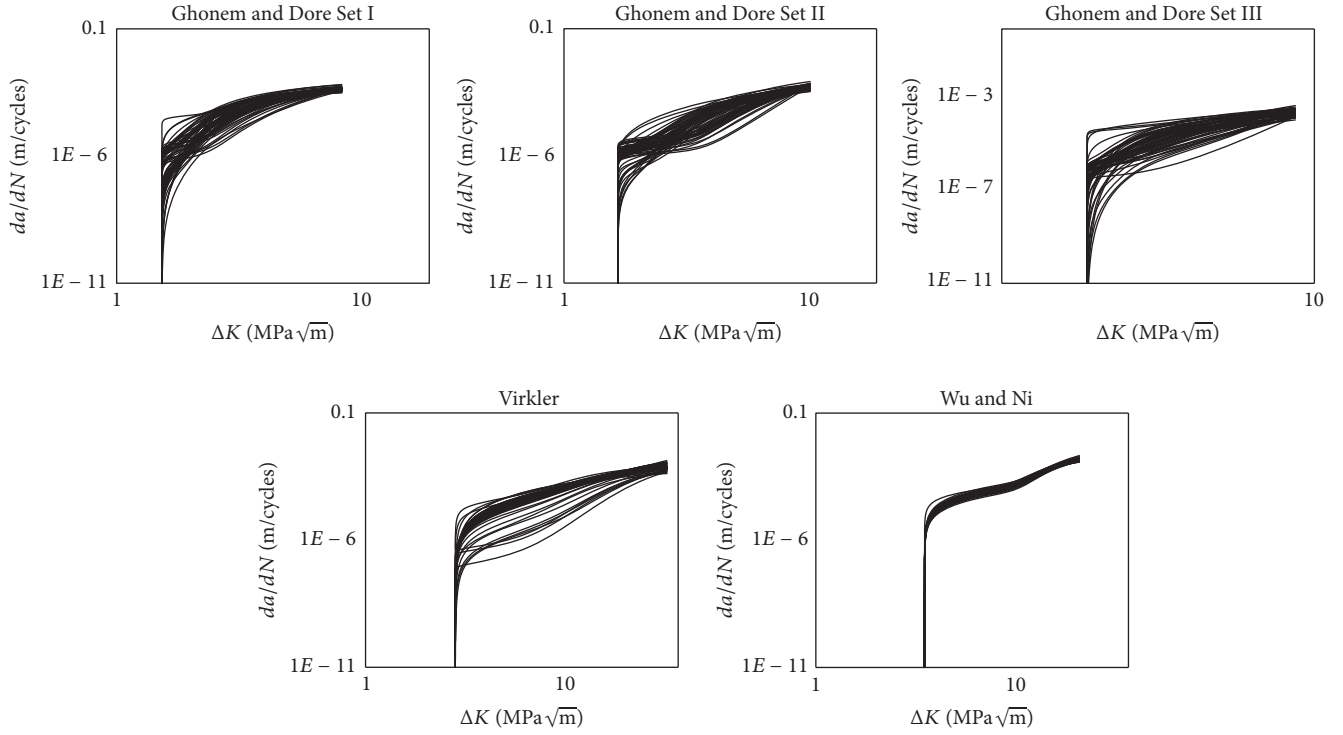 Ghonem and Dore Set I
0.1
1E − 6
1E − 11
da/dN (m/cycles)
1
10
ΔK (MPa√m)
Ghonem and Dore Set II
0.1
1E − 6
1E − 11
da/dN (m/cycles)
1
10
ΔK (MPa√m)
Ghonem and Dore Set III
1E − 3
1E − 7
1E − 11
da/dN (m/cycles)
10
ΔK (MPa√m)
Virkler
0.1
1E − 6
1E − 11
da/dN (m/cycles)
1
10
ΔK (MPa√m)
Wu and Ni
0.1
1E − 6
1E − 11
da/dN (m/cycles)
1
10
ΔK (MPa√m)